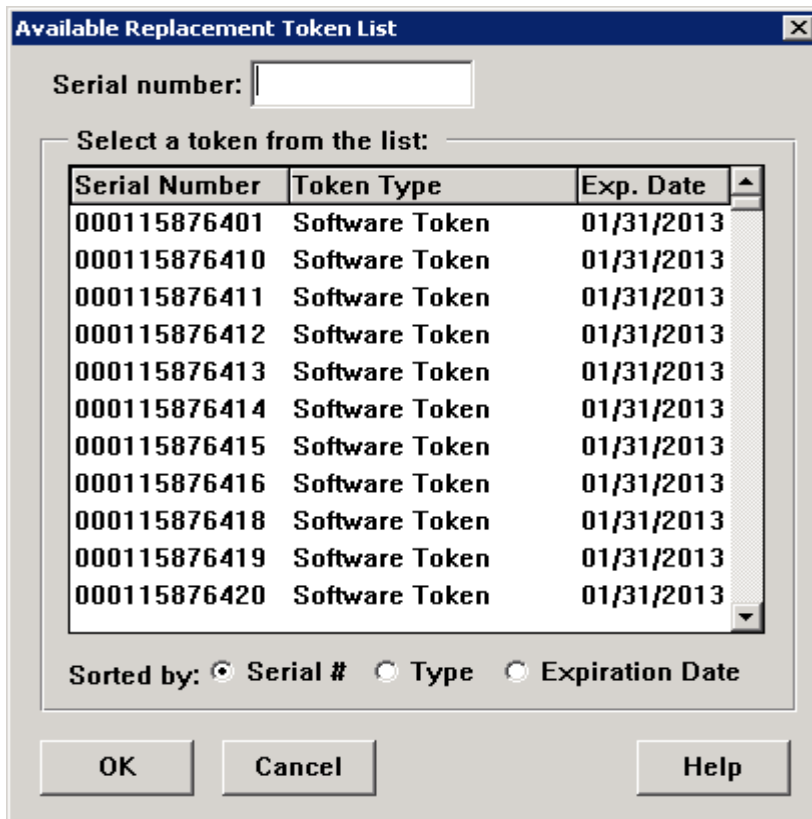 Available Replacement Token List
Serial number:
Select a token from the list:
Serial Number Token Type Exp. Date
000115876401 Software Token 01/31/2013
000115876410 Software Token 01/31/2013
000115876411 Software Token 01/31/2013
000115876412 Software Token 01/31/2013
000115876413 Software Token 01/31/2013
000115876414 Software Token 01/31/2013
000115876415 Software Token 01/31/2013
000115876416 Software Token 01/31/2013
000115876418 Software Token 01/31/2013
000115876419 Software Token 01/31/2013
000115876420 Software Token 01/31/2013
Sorted by: Serial # Type Expiration Date
OK Cancel Help